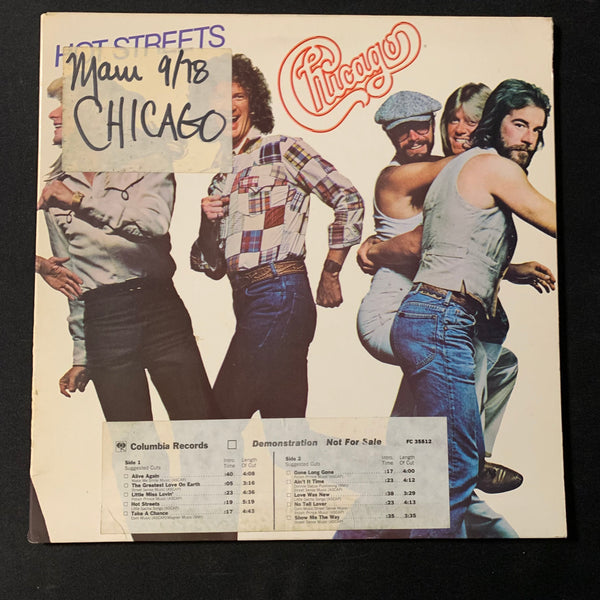 HOT STREETS
Chicago
Main 9/78
CHICAGO
Columbia Records Demonstration Not For Sale FC 35512
Side 1 Intro. Length
Suggested Cuts Time Of Cut
Alive Again :40 4:08
The Greatest Love On Earth :05 3:16
Little Miss Lovin' :23 4:36
Hot Streets :19 5:19
Take A Chance :17 4:43
Side 2 Intro. Length
Suggested Cuts Time Of Cut
Gone Long Gone :17 4:00
Ain't It Time :23 4:12
Love Was New :38 3:29
No Tell Lover :23 4:13
Show Me The Way :35 3:35